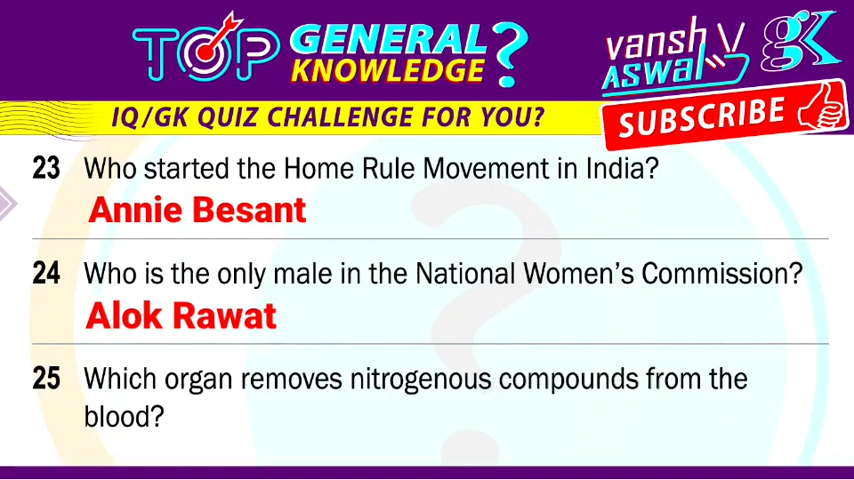 TOP GENERAL
KNOWLEDGE ?
vansh
ASWAL
gk
IQ/GK QUIZ CHALLENGE FOR YOU?
SUBSCRIBE
23 Who started the Home Rule Movement in India?
Annie Besant
24 Who is the only male in the National Women's Commission?
Alok Rawat
25 Which organ removes nitrogenous compounds from the
blood?